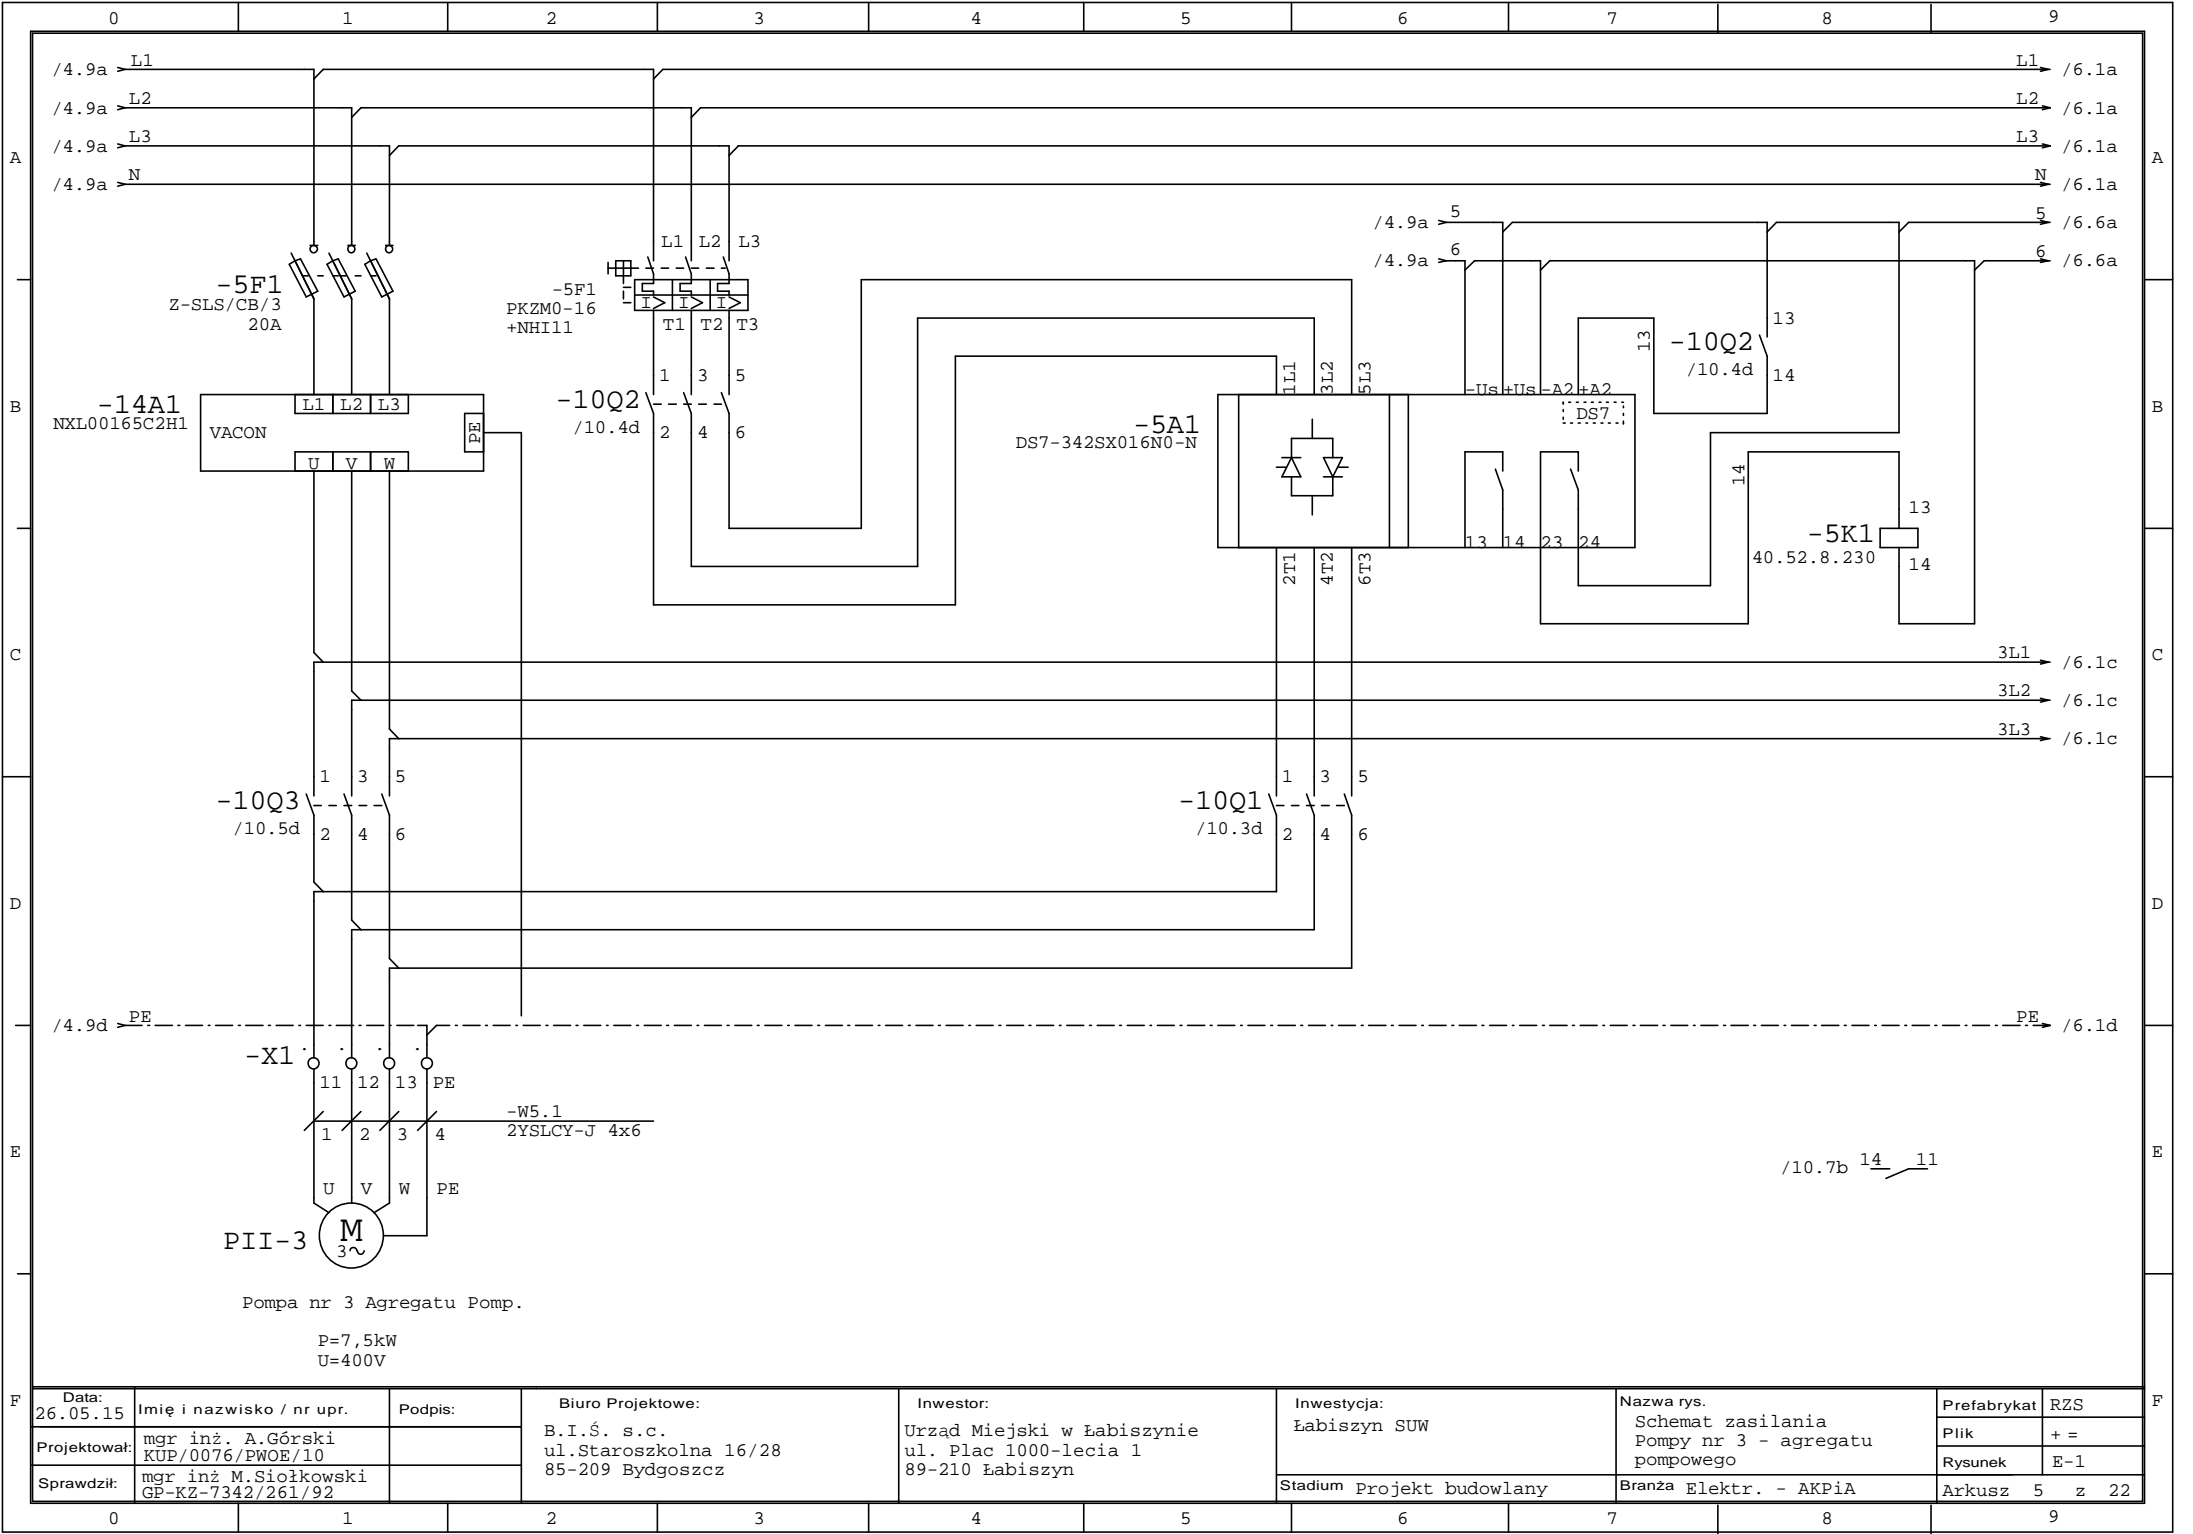 0 1 2 3 4 5 6 7 8 9
/4.9a L1 L1 /6.1a
/4.9a L2 L2 /6.1a
/4.9a L3 L3 /6.1a
A A
/4.9a N N /6.1a
/4.9a 5 5 /6.6a
/4.9a 6 6 /6.6a
L1 L2 L3
-5F1
Z-SLS/CB/3
20A
-5F1
PKZM0-16
+NHI11
I> I> I>
T1 T2 T3
13
-10Q2
/10.4d
13
14
1 3 5
-10Q2
/10.4d
2 4 6
1L1 3L2 5L3
-Us +Us -A2 +A2
DS7
-14A1
NXL00165C2H1
L1 L2 L3
VACON
PE
U V W
B B
-5A1
DS7-342SX016N0-N
14
13
-5K1
40.52.8.230
14
13 14 23 24
2T1 4T2 6T3
C C
3L1 /6.1c
3L2 /6.1c
3L3 /6.1c
1 3 5
-10Q3
/10.5d
2 4 6
1 3 5
-10Q1
/10.3d
2 4 6
D D
/4.9d PE PE /6.1d
-X1
11 12 13 PE
-W5.1
2YSLCY-J 4x6
1 2 3 4
E E
/10.7b 14 11
U V W PE
PII-3
M
3~
Pompa nr 3 Agregatu Pomp.
P=7,5kW
U=400V
F F
Data:
26.05.15
Imię i nazwisko / nr upr.
Podpis:
Projektował:
mgr inż. A.Górski
KUP/0076/PWOE/10
Sprawdził:
mgr inż M.Siołkowski
GP-KZ-7342/261/92
Biuro Projektowe:
B.I.Ś. s.c.
ul.Staroszkolna 16/28
85-209 Bydgoszcz
Inwestor:
Urząd Miejski w Łabiszynie
ul. Plac 1000-lecia 1
89-210 Łabiszyn
Inwestycja:
Łabiszyn SUW
Stadium Projekt budowlany
Nazwa rys.
Schemat zasilania
Pompy nr 3 - agregatu
pompowego
Branża Elektr. - AKPiA
Prefabrykat RZS
Plik + =
Rysunek E-1
Arkusz 5 z 22
0 1 2 3 4 5 6 7 8 9